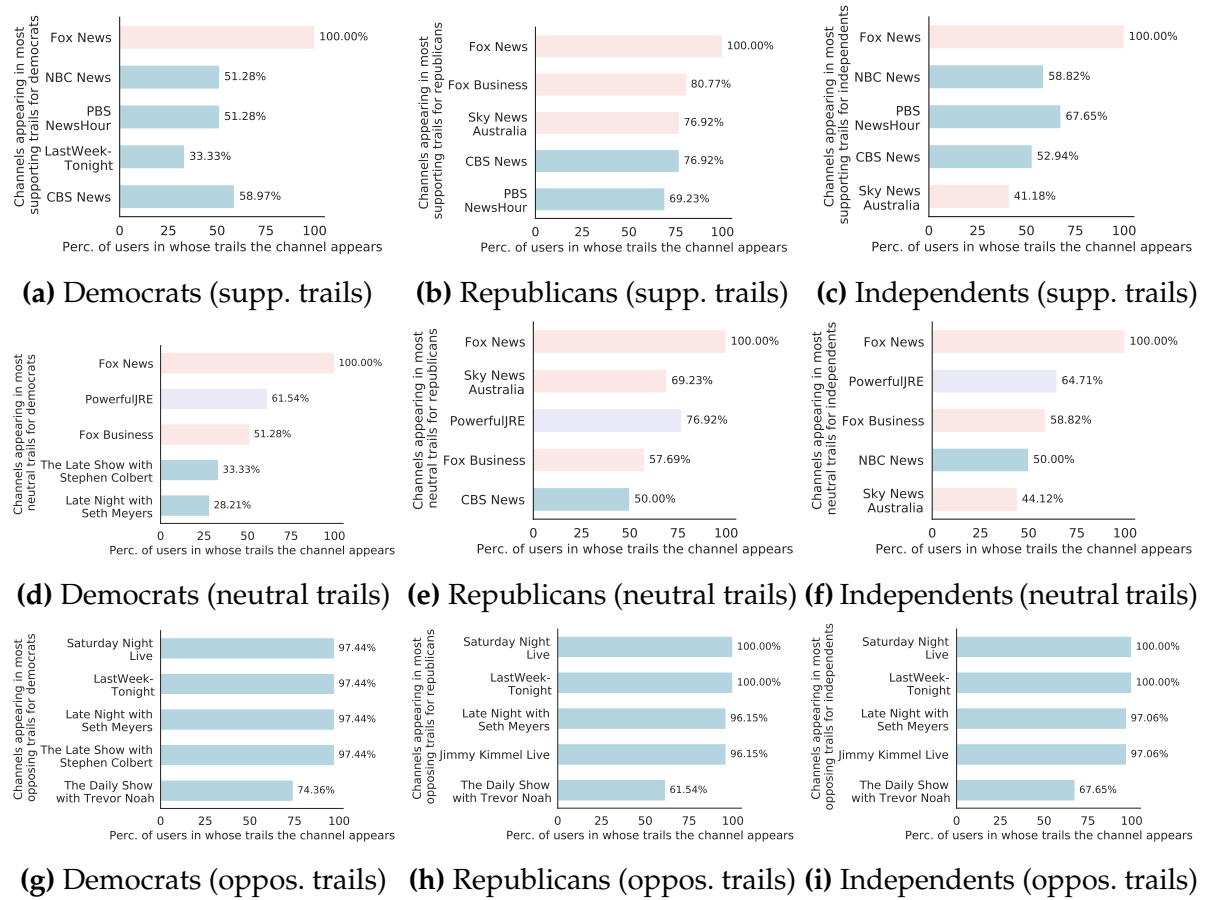 Channels appearing in most
supporting trails for democrats
Fox News
100.00%
NBC News
51.28%
PBS
NewsHour
51.28%
LastWeek-
Tonight
33.33%
CBS News
58.97%
0 25 50 75 100
Perc. of users in whose trails the channel appears
(a) Democrats (supp. trails)
Channels appearing in most
supporting trails for republicans
Fox News
100.00%
Fox Business
80.77%
Sky News
Australia
76.92%
CBS News
76.92%
PBS
NewsHour
69.23%
0 25 50 75 100
Perc. of users in whose trails the channel appears
(b) Republicans (supp. trails)
Channels appearing in most
supporting trails for independents
Fox News
100.00%
NBC News
58.82%
PBS
NewsHour
67.65%
CBS News
52.94%
Sky News
Australia
41.18%
0 25 50 75 100
Perc. of users in whose trails the channel appears
(c) Independents (supp. trails)
Channels appearing in most
neutral trails for democrats
Fox News
100.00%
PowerfulJRE
61.54%
Fox Business
51.28%
The Late Show with
Stephen Colbert
33.33%
Late Night with
Seth Meyers
28.21%
0 25 50 75 100
Perc. of users in whose trails the channel appears
(d) Democrats (neutral trails)
Channels appearing in most
neutral trails for republicans
Fox News
100.00%
Sky News
Australia
69.23%
PowerfulJRE
76.92%
Fox Business
57.69%
CBS News
50.00%
0 25 50 75 100
Perc. of users in whose trails the channel appears
(e) Republicans (neutral trails)
Channels appearing in most
neutral trails for independents
Fox News
100.00%
PowerfulJRE
64.71%
Fox Business
58.82%
NBC News
50.00%
Sky News
Australia
44.12%
0 25 50 75 100
Perc. of users in whose trails the channel appears
(f) Independents (neutral trails)
Channels appearing in most
opposing trails for democrats
Saturday Night
Live
97.44%
LastWeek-
Tonight
97.44%
Late Night with
Seth Meyers
97.44%
The Late Show with
Stephen Colbert
97.44%
The Daily Show
with Trevor Noah
74.36%
0 25 50 75 100
Perc. of users in whose trails the channel appears
(g) Democrats (oppos. trails)
Channels appearing in most
opposing trails for republicans
Saturday Night
Live
100.00%
LastWeek-
Tonight
100.00%
Late Night with
Seth Meyers
96.15%
Jimmy Kimmel Live
96.15%
The Daily Show
with Trevor Noah
61.54%
0 25 50 75 100
Perc. of users in whose trails the channel appears
(h) Republicans (oppos. trails)
Channels appearing in most
opposing trails for independents
Saturday Night
Live
100.00%
LastWeek-
Tonight
100.00%
Late Night with
Seth Meyers
97.06%
Jimmy Kimmel Live
97.06%
The Daily Show
with Trevor Noah
67.65%
0 25 50 75 100
Perc. of users in whose trails the channel appears
(i) Independents (oppos. trails)